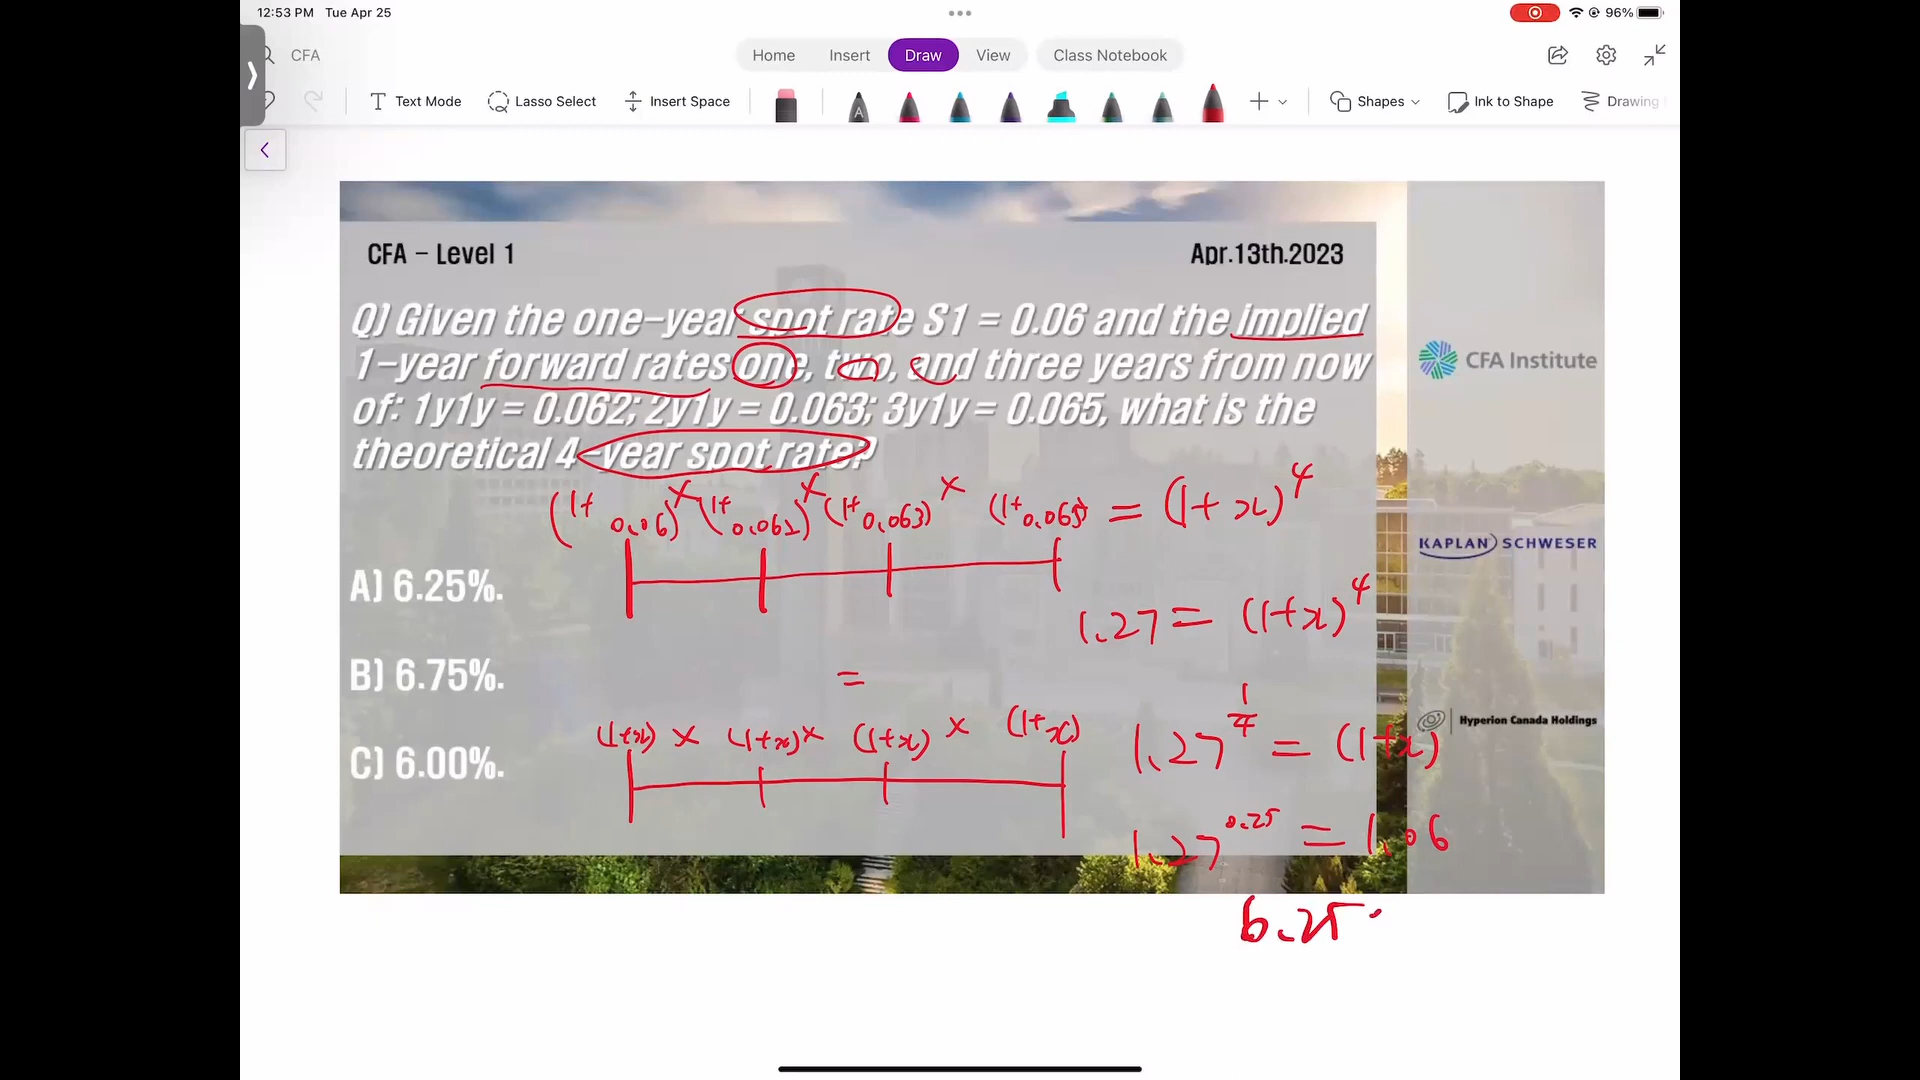 12:53 PM Tue Apr 25
96%
CFA
Home Insert Draw View Class Notebook
Text Mode Lasso Select Insert Space A Shapes Ink to Shape Drawing
CFA – Level 1 Apr.13th.2023
Q) Given the one-year spot rate S1 = 0.06 and the implied
1-year forward rates one, two, and three years from now
of: 1y1y = 0.062; 2y1y = 0.063; 3y1y = 0.065, what is the
theoretical 4-year spot rate?
(1+0.06) × (1+0.062) × (1+0.063) × (1+0.065) = (1+x)^4
A) 6.25%.
1.27 = (1+x)^4
B) 6.75%.
=
(1+x) × (1+x) × (1+x) × (1+x)
1.27^1/4 = (1+x)
C) 6.00%.
1.27^0.25 = 1.06
6.25
CFA Institute
KAPLAN SCHWESER
Hyperion Canada Holdings